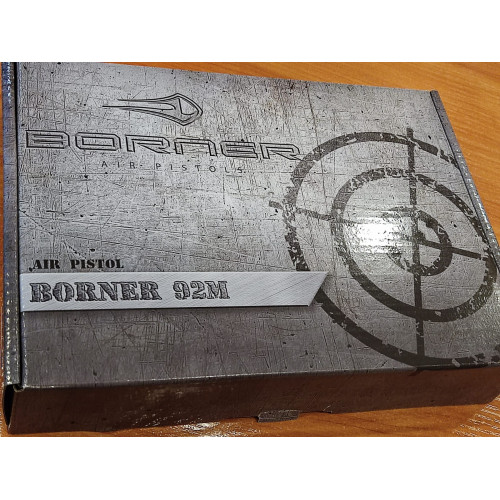 BORNER
AIR PISTOLS
AIR PISTOL
BORNER 92M